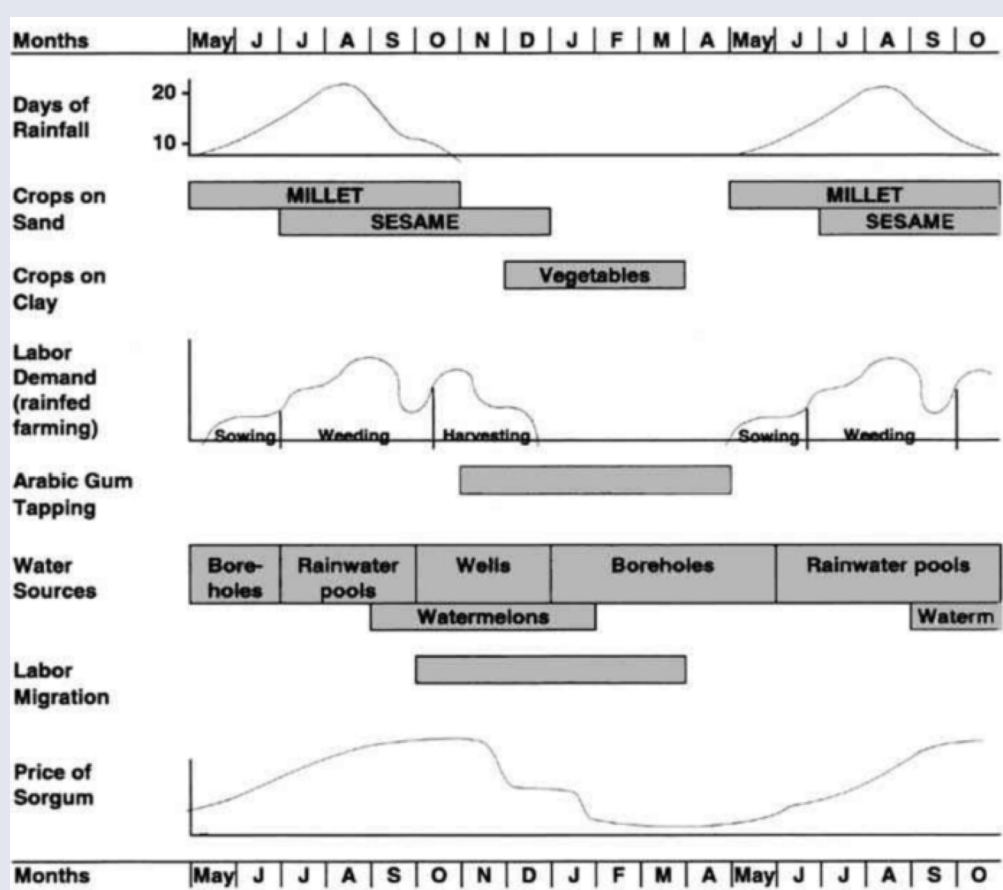 Months May J J A S O N D J F M A May J J A S O
Days of
Rainfall
20
10
Crops on
Sand
MILLET MILLET
SESAME SESAME
Crops on
Clay
Vegetables
Labor
Demand
(rainfed
farming)
Sowing Weeding Harvesting Sowing Weeding
Arabic Gum
Tapping
Water
Sources
Bore-
holes
Rainwater
pools
Wells Boreholes Rainwater pools
Watermelons Waterm
Labor
Migration
Price of
Sorgum
Months May J J A S O N D J F M A May J J A S O